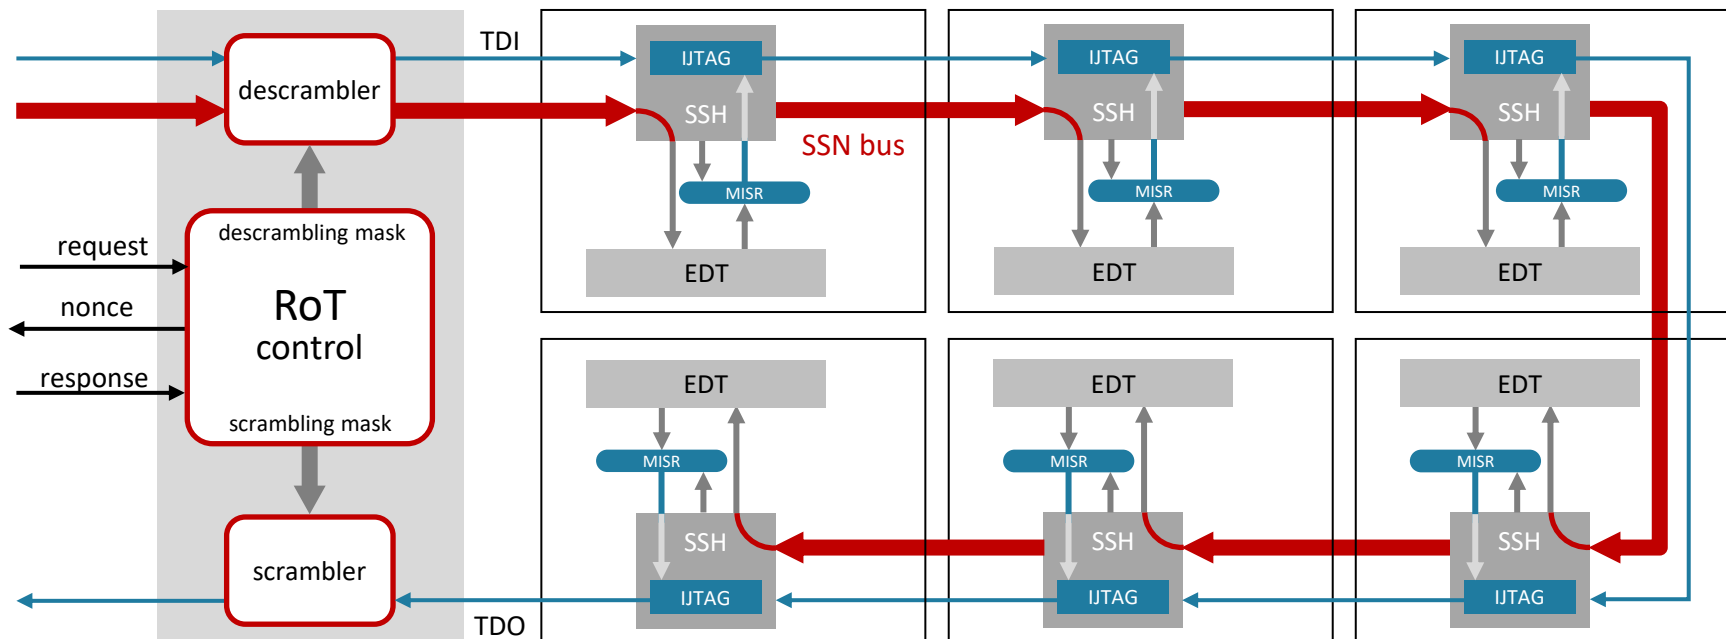 TDI
IJTAG
IJTAG
IJTAG
descrambler
SSH
SSH
SSH
SSN bus
MISR
MISR
MISR
descrambling mask
request
EDT
EDT
EDT
nonce
RoT
control
response
EDT
EDT
EDT
scrambling mask
MISR
MISR
MISR
SSH
SSH
SSH
scrambler
IJTAG
IJTAG
IJTAG
TDO